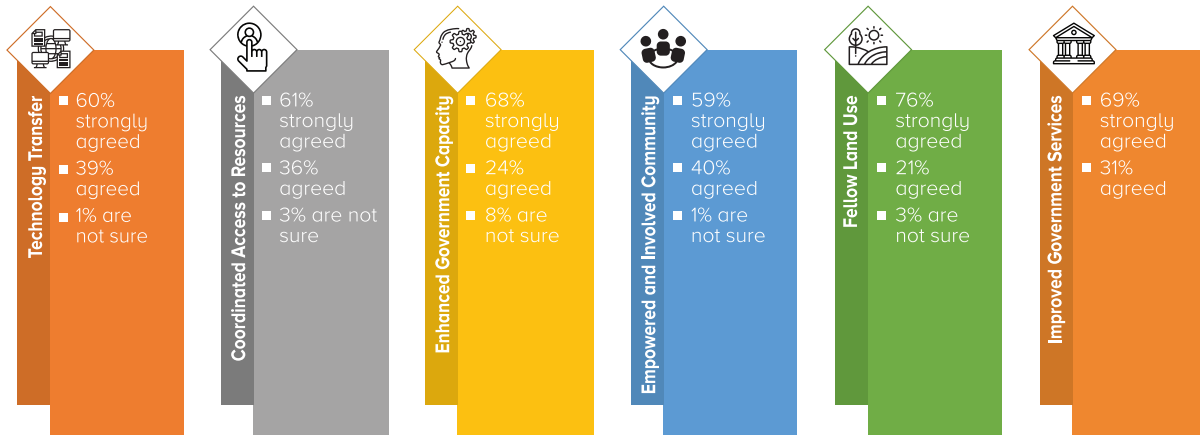 Technology Transfer
60%
strongly
agreed
39%
agreed
1% are
not sure
Coordinated Access to Resources
61%
strongly
agreed
36%
agreed
3% are not
sure
Enhanced Government Capacity
68%
strongly
agreed
24%
agreed
8% are
not sure
Empowered and Involved Community
59%
strongly
agreed
40%
agreed
1% are
not sure
Fellow Land Use
76%
strongly
agreed
21%
agreed
3% are
not sure
Improved Government Services
69%
strongly
agreed
31%
agreed